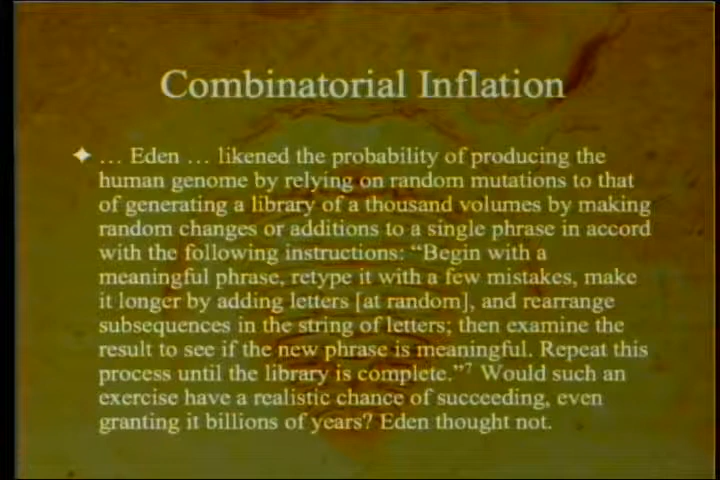 Combinatorial Inflation
✦ … Eden … likened the probability of producing the
human genome by relying on random mutations to that
of generating a library of a thousand volumes by making
random changes or additions to a single phrase in accord
with the following instructions: “Begin with a
meaningful phrase, retype it with a few mistakes, make
it longer by adding letters [at random], and rearrange
subsequences in the string of letters; then examine the
result to see if the new phrase is meaningful. Repeat this
process until the library is complete.”⁷ Would such an
exercise have a realistic chance of succeeding, even
granting it billions of years? Eden thought not.